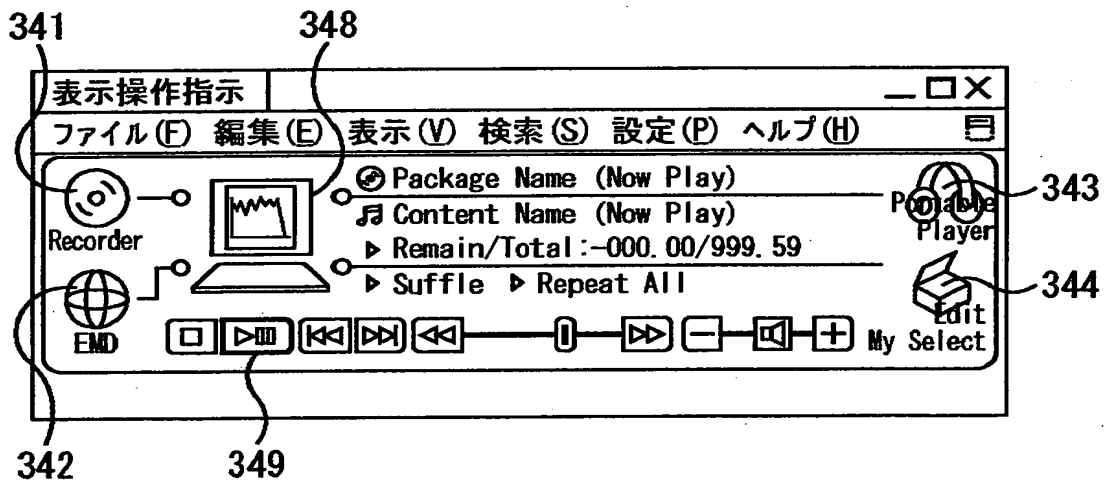 341
348
表示操作指示
ファイル(F) 編集(E) 表示(V) 検索(S) 設定(P) ヘルプ(H)
Package Name (Now Play)
Content Name (Now Play)
Remain/Total:-000.00/999.59
Suffle Repeat All
Recorder
EMD
Portable
Player
343
344
Edit
My Select
342
349